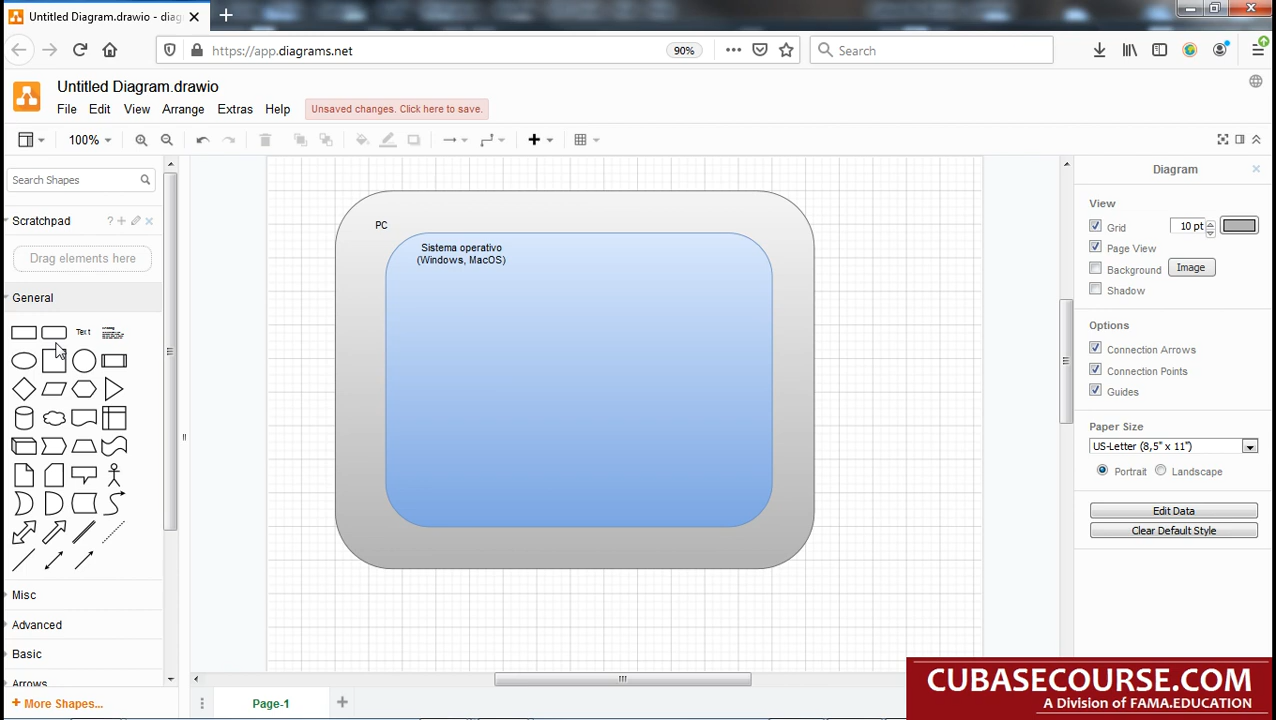 Untitled Diagram.drawio - diag
https://app.diagrams.net
90%
Search
Untitled Diagram.drawio
File Edit View Arrange Extras Help
Unsaved changes. Click here to save.
100%
Search Shapes
Scratchpad
Drag elements here
General
Text
Misc
Advanced
Basic
Arrows
+ More Shapes...
PC
Sistema operativo
(Windows, MacOS)
Page-1
Diagram
View
Grid 10 pt
Page View
Background Image
Shadow
Options
Connection Arrows
Connection Points
Guides
Paper Size
US-Letter (8,5" x 11")
Portrait Landscape
Edit Data
Clear Default Style
CUBASECOURSE.COM
A Division of FAMA.EDUCATION